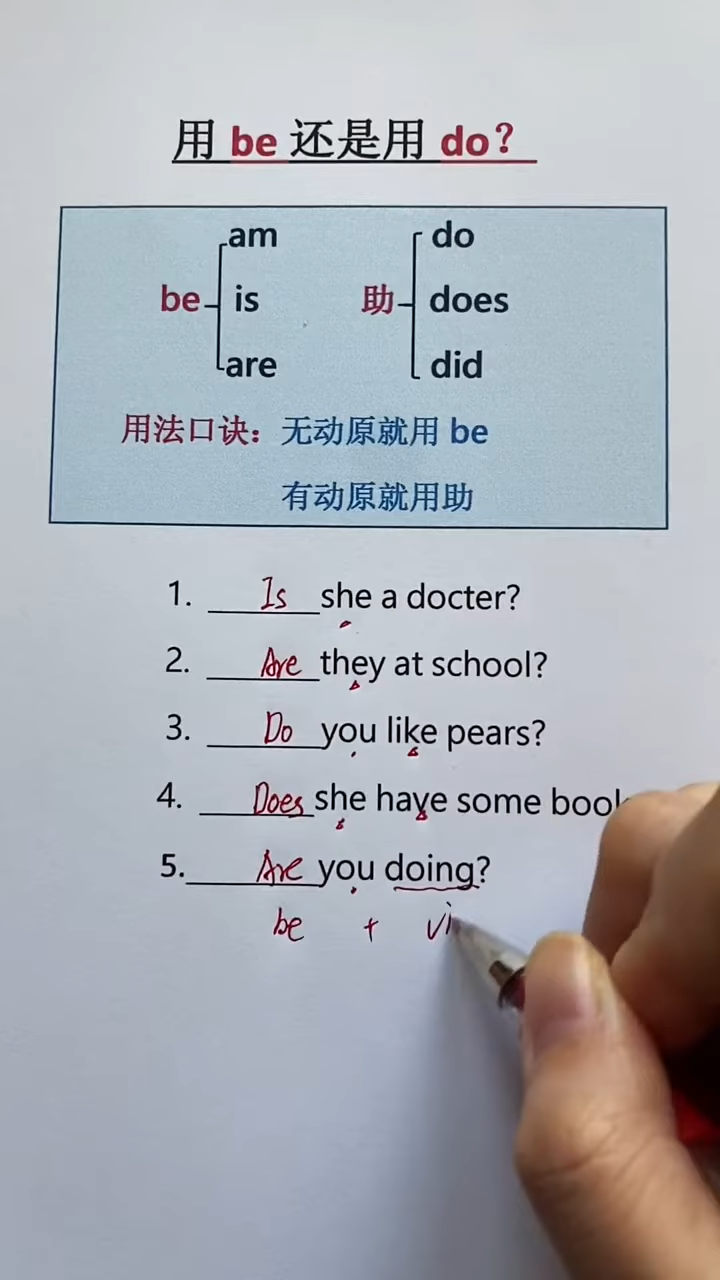 用 be 还是用 do？
am do
be is 助 does
are did
用法口诀：无动原就用 be
有动原就用助
1. Is she a docter?
2. Are they at school?
3. Do you like pears?
4. Does she have some
5. Are you doing?
be +